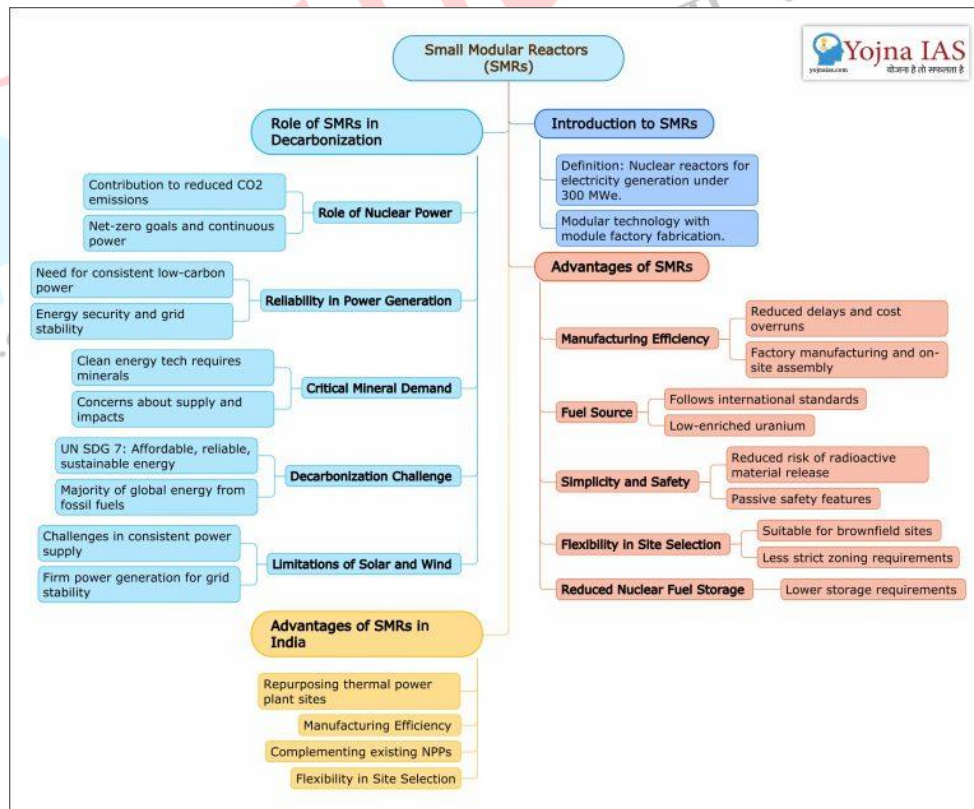 Small Modular Reactors
(SMRs)
Yojna IAS
yojnaias.com
योजना है तो सफलता है
Role of SMRs in
Decarbonization
Contribution to reduced CO2
emissions
Net-zero goals and continuous
power
Role of Nuclear Power
Need for consistent low-carbon
power
Energy security and grid
stability
Reliability in Power Generation
Clean energy tech requires
minerals
Concerns about supply and
impacts
Critical Mineral Demand
UN SDG 7: Affordable, reliable,
sustainable energy
Majority of global energy from
fossil fuels
Decarbonization Challenge
Challenges in consistent power
supply
Firm power generation for grid
stability
Limitations of Solar and Wind
Advantages of SMRs in
India
Repurposing thermal power
plant sites
Manufacturing Efficiency
Complementing existing NPPs
Flexibility in Site Selection
Introduction to SMRs
Definition: Nuclear reactors for
electricity generation under
300 MWe.
Modular technology with
module factory fabrication.
Advantages of SMRs
Manufacturing Efficiency
Reduced delays and cost
overruns
Factory manufacturing and on-
site assembly
Fuel Source
Follows international standards
Low-enriched uranium
Simplicity and Safety
Reduced risk of radioactive
material release
Passive safety features
Flexibility in Site Selection
Suitable for brownfield sites
Less strict zoning requirements
Reduced Nuclear Fuel Storage
Lower storage requirements